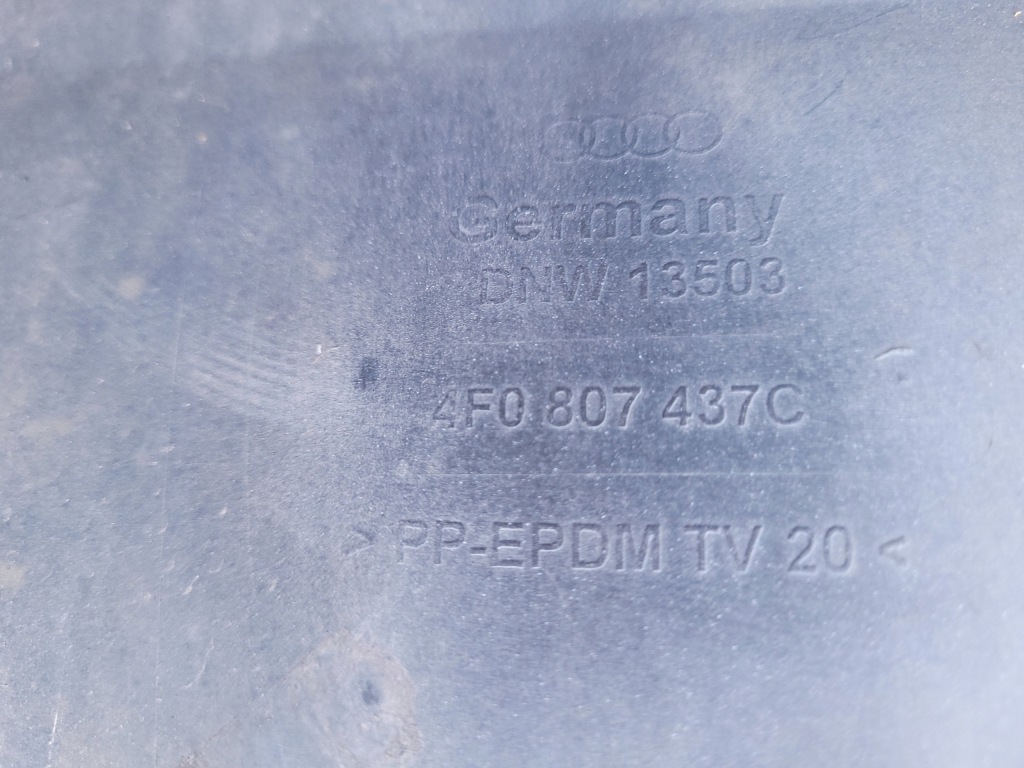 Germany
DNW 13503
4F0 807 437C
> PP-EPDM TV 20 <